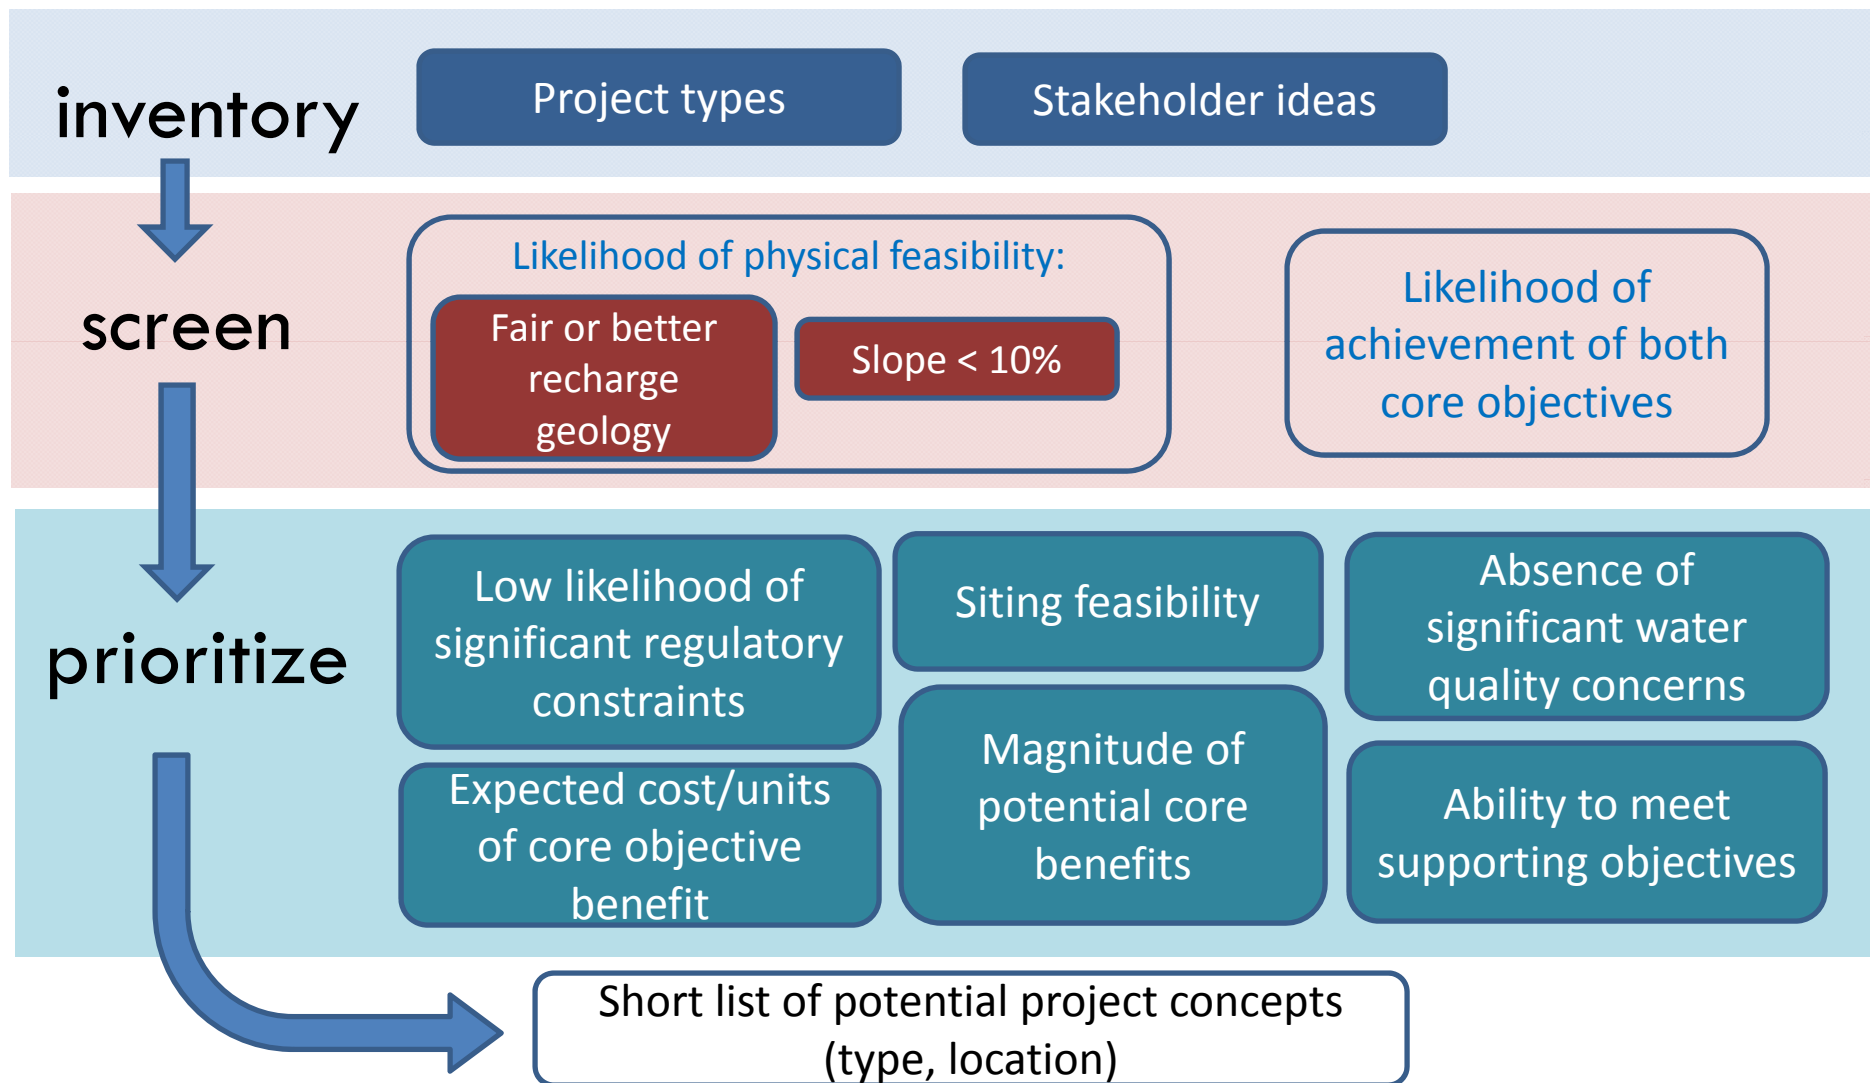 inventory
Project types
Stakeholder ideas
screen
Likelihood of physical feasibility:
Fair or better
recharge
geology
Slope < 10%
Likelihood of
achievement of both
core objectives
prioritize
Low likelihood of
significant regulatory
constraints
Siting feasibility
Absence of
significant water
quality concerns
Expected cost/units
of core objective
benefit
Magnitude of
potential core
benefits
Ability to meet
supporting objectives
Short list of potential project concepts
(type, location)